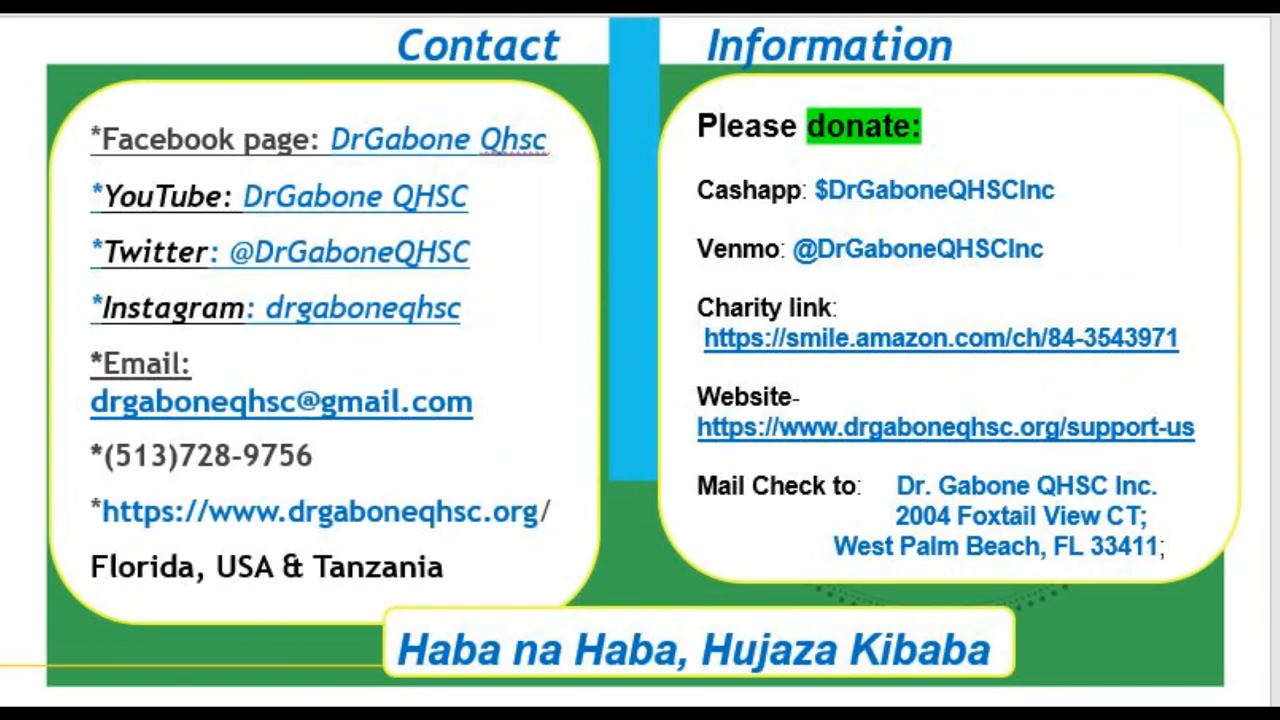 Contact Information
*Facebook page: DrGabone Qhsc
*YouTube: DrGabone QHSC
*Twitter: @DrGaboneQHSC
*Instagram: drgaboneqhsc
*Email:
drgaboneqhsc@gmail.com
*(513)728-9756
*https://www.drgaboneqhsc.org/
Florida, USA & Tanzania
Please donate:
Cashapp: $DrGaboneQHSCInc
Venmo: @DrGaboneQHSCInc
Charity link:
https://smile.amazon.com/ch/84-3543971
Website-
https://www.drgaboneqhsc.org/support-us
Mail Check to: Dr. Gabone QHSC Inc.
2004 Foxtail View CT;
West Palm Beach, FL 33411;
Haba na Haba, Hujaza Kibaba